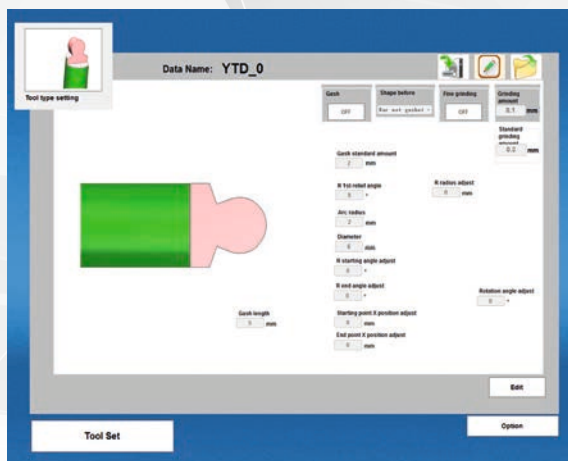 Data Name: YTD_0
Tool type setting
Gash
OFF
Shape before
Bar not gashed
Fine grinding
OFF
Grinding amount
0.1 mm
Standard grinding amount
0.2 mm
Gash standard amount
2 mm
R 1st relief angle
°
R radius adjust
0 mm
Arc radius
2 mm
Diameter
6 mm
R starting angle adjust
0 °
R end angle adjust
0 °
Rotation angle adjust
0 °
Gash length
mm
Starting point X position adjust
0 mm
End point X position adjust
0 mm
Edit
Tool Set
Option